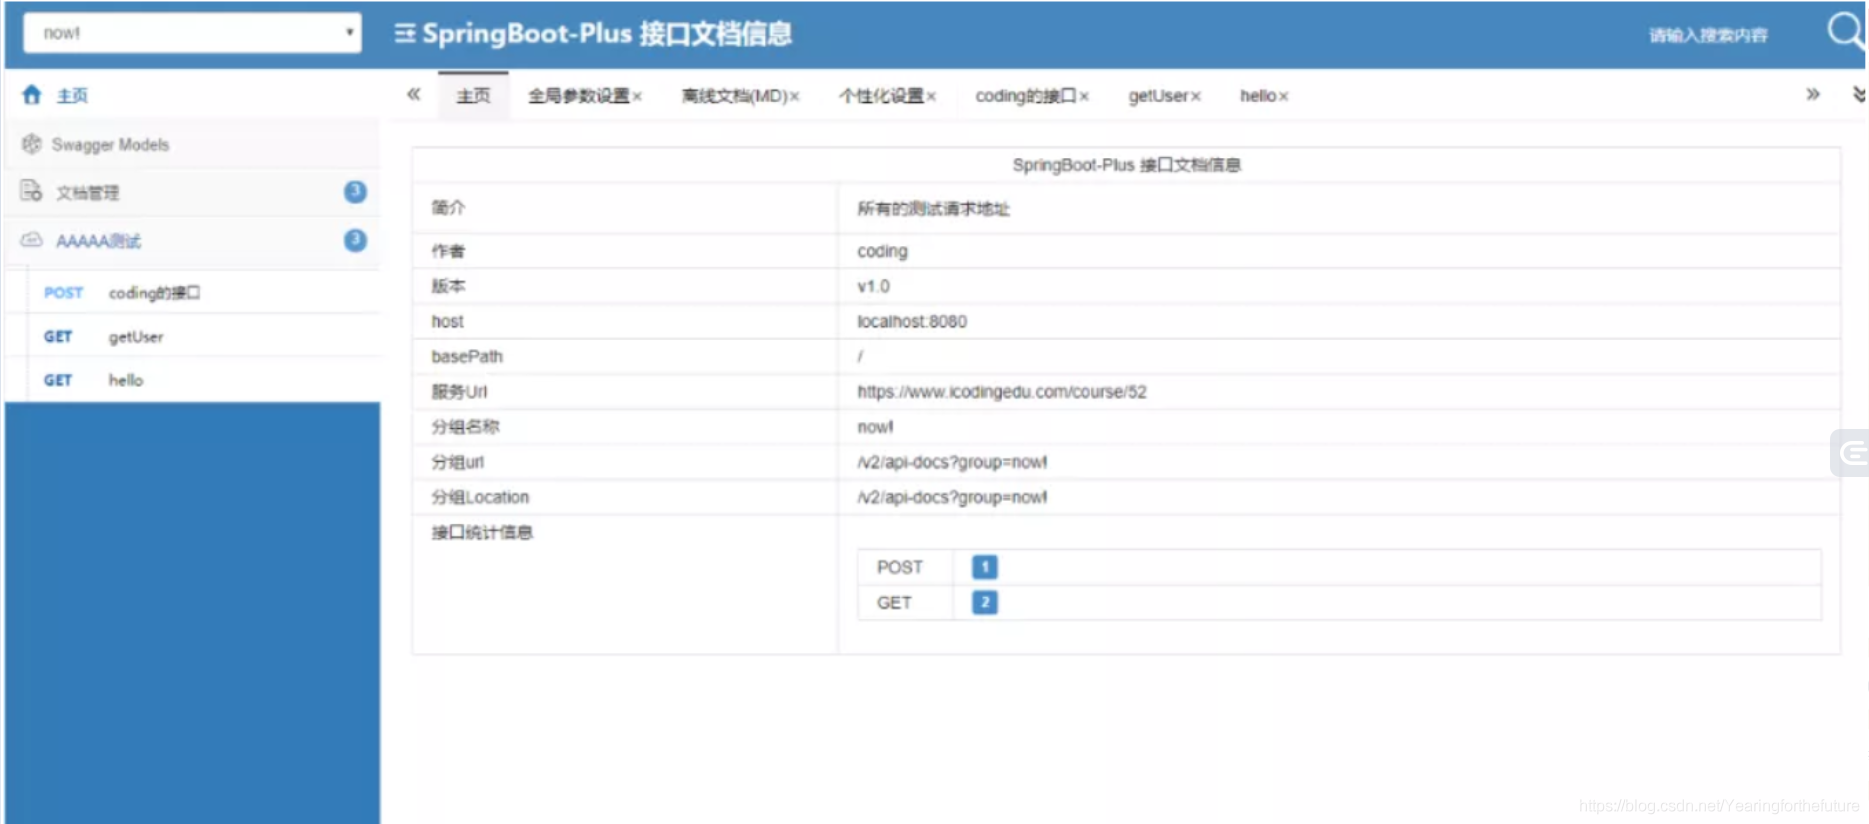 now!
SpringBoot-Plus 接口文档信息
请输入搜索内容
主页
Swagger Models
文档管理 3
AAAAA测试 3
POST coding的接口
GET getUser
GET hello
« 主页 全局参数设置× 离线文档(MD)× 个性化设置× coding的接口× getUser× hello× »
SpringBoot-Plus 接口文档信息
简介 所有的测试请求地址
作者 coding
版本 v1.0
host localhost:8080
basePath /
服务Url https://www.icodingedu.com/course/52
分组名称 now!
分组url /v2/api-docs?group=now!
分组Location /v2/api-docs?group=now!
接口统计信息
POST 1
GET 2
https://blog.csdn.net/Yearingforthefuture